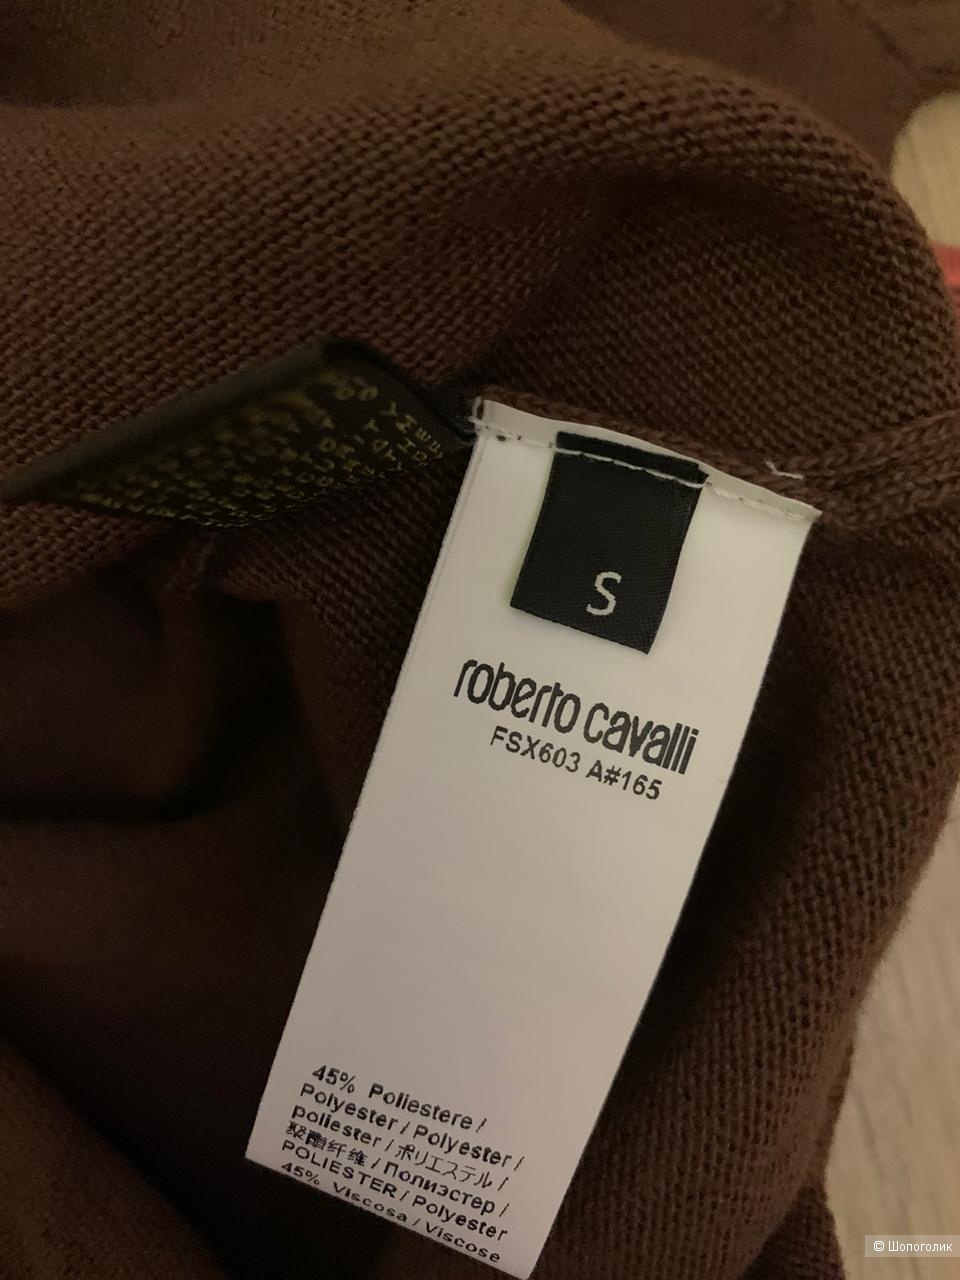 S
roberto cavalli
FSX603 A#165
45% Poliestere /
Polyester / Polyester /
poliester / ポリエステル /
聚酯纤维 / Полиэстер /
POLIESTER / Polyester
45% Viscosa / Viscose
© Шопоголик